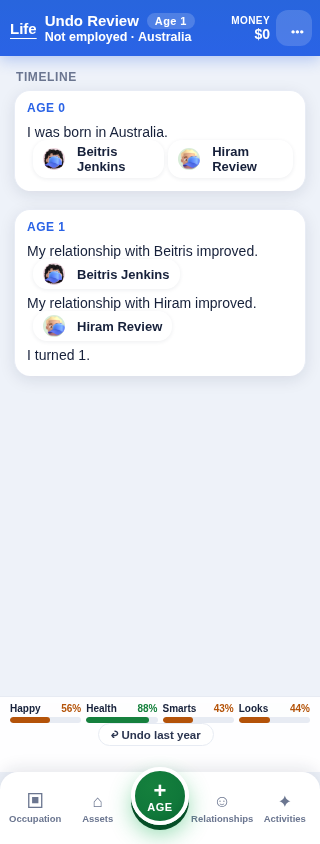 Life
Undo Review Age 1
Not employed · Australia
MONEY
$0
TIMELINE
AGE 0
I was born in Australia.
Beitris
Jenkins
Hiram
Review
AGE 1
My relationship with Beitris improved.
Beitris Jenkins
My relationship with Hiram improved.
Hiram Review
I turned 1.
Happy 56%
Health 88%
Smarts 43%
Looks 44%
Undo last year
Occupation
Assets
+
AGE
Relationships
Activities